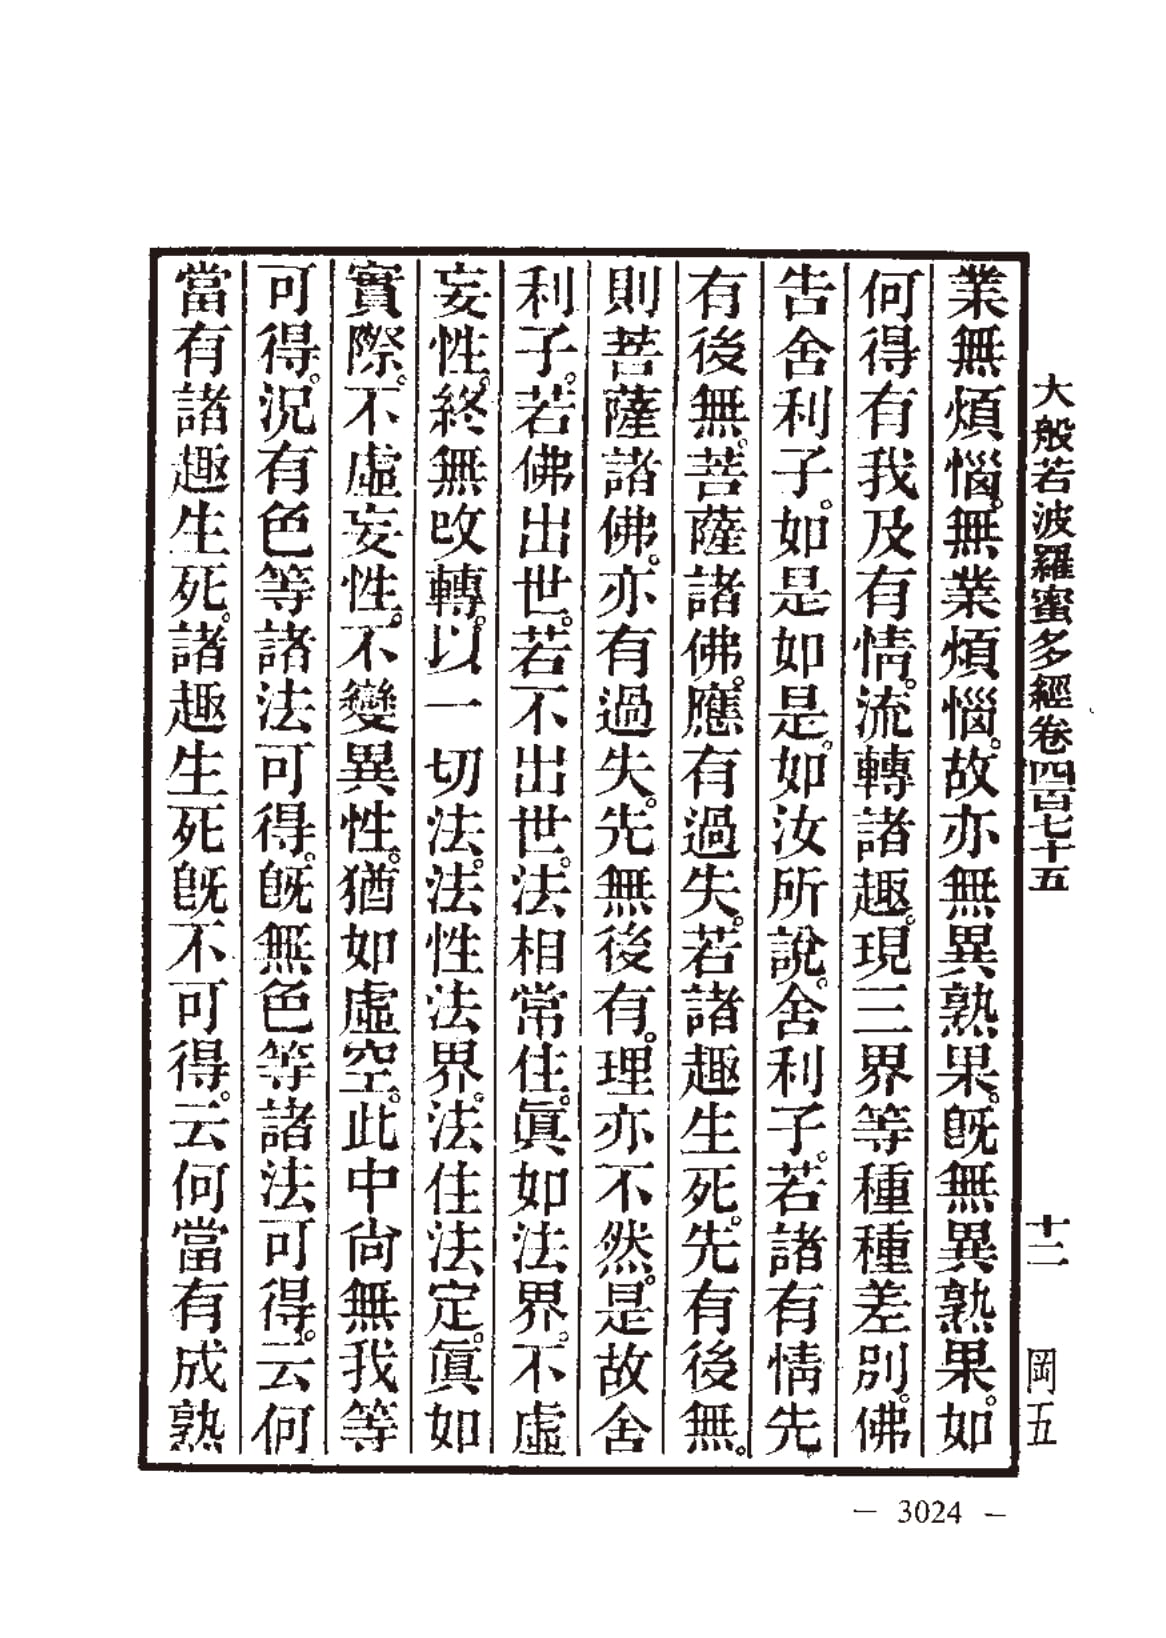 大般若波羅蜜多經卷四百七十五　十二　岡五
業無煩惱。無業煩惱。故亦無異熟果。旣無異熟果。如
何得有我及有情。流轉諸趣。現三界等種種差別。佛
告舍利子。如是如是。如汝所說。舍利子。若諸有情先
有後無。菩薩諸佛。應有過失。若諸趣生死。先有後無。
則菩薩諸佛。亦有過失。先無後有。理亦不然。是故舍
利子。若佛出世。若不出世。法相常住。眞如法界。不虛
妄性。終無改轉。以一切法。法性法界。法住法定。眞如
實際。不虛妄性。不變異性。猶如虛空。此中尙無我等
可得。況有色等諸法可得。旣無色等諸法可得。云何
當有諸趣生死。諸趣生死旣不可得。云何當有成熟
— 3024 —